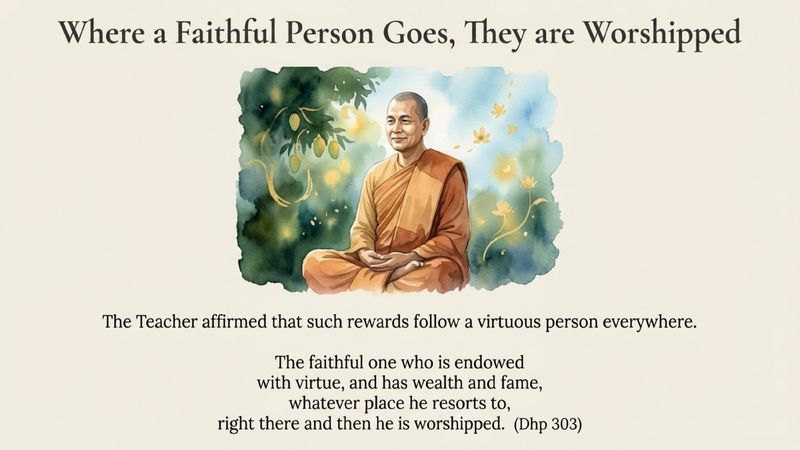 Where a Faithful Person Goes, They are Worshipped
The Teacher affirmed that such rewards follow a virtuous person everywhere.
The faithful one who is endowed
with virtue, and has wealth and fame,
whatever place he resorts to,
right there and then he is worshipped. (Dhp 303)